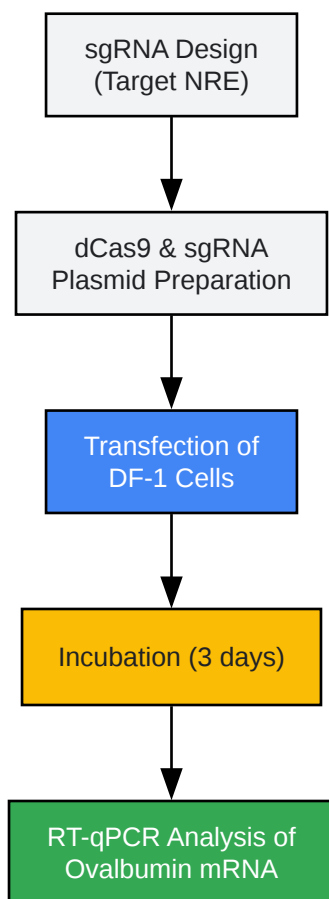 sgRNA Design
(Target NRE)
dCas9 & sgRNA
Plasmid Preparation
Transfection of
DF-1 Cells
Incubation (3 days)
RT-qPCR Analysis of
Ovalbumin mRNA